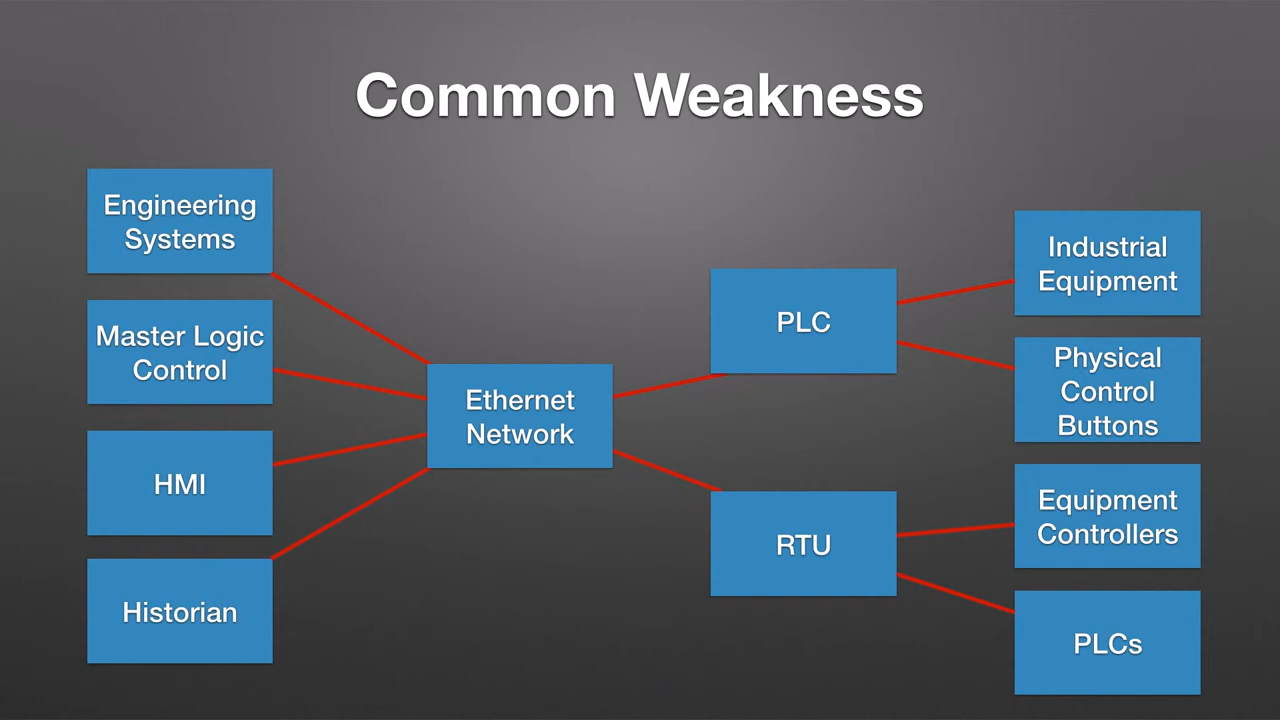 Common Weakness
Engineering
Systems
Master Logic
Control
HMI
Historian
Ethernet
Network
PLC
RTU
Industrial
Equipment
Physical
Control
Buttons
Equipment
Controllers
PLCs